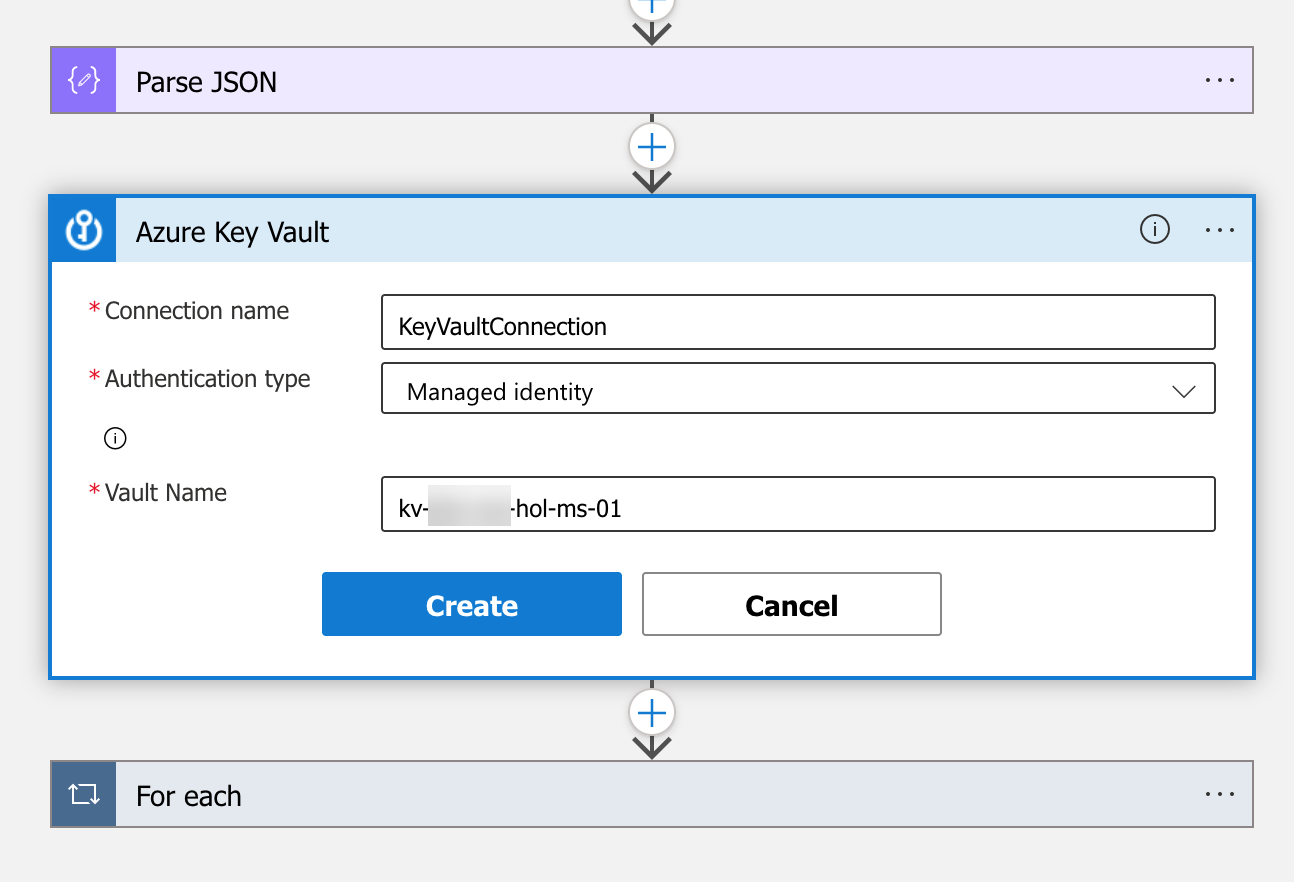 Parse JSON
Azure Key Vault
* Connection name
KeyVaultConnection
* Authentication type
Managed identity
* Vault Name
kv- -hol-ms-01
Create Cancel
For each